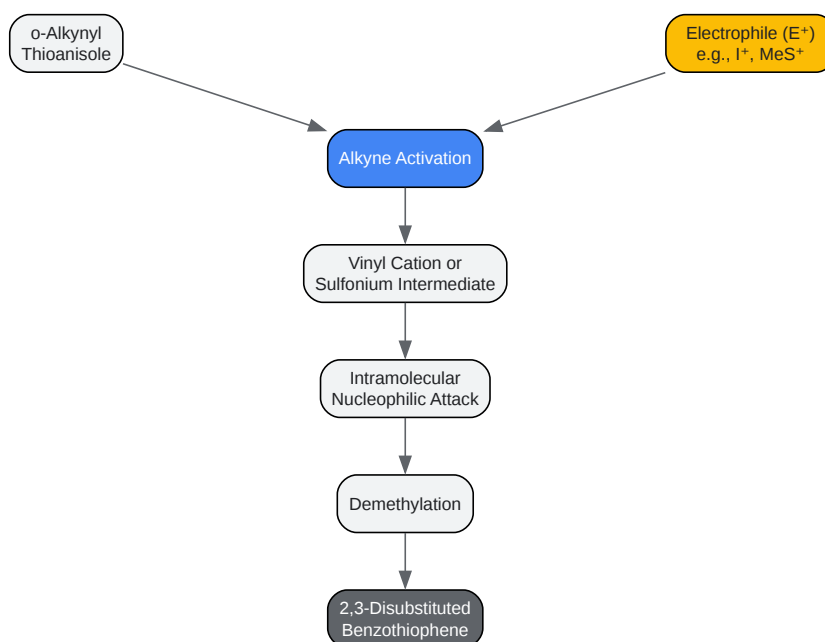 o-Alkynyl
Thioanisole
Electrophile (E⁺)
e.g., I⁺, MeS⁺
Alkyne Activation
Vinyl Cation or
Sulfonium Intermediate
Intramolecular
Nucleophilic Attack
Demethylation
2,3-Disubstituted
Benzothiophene